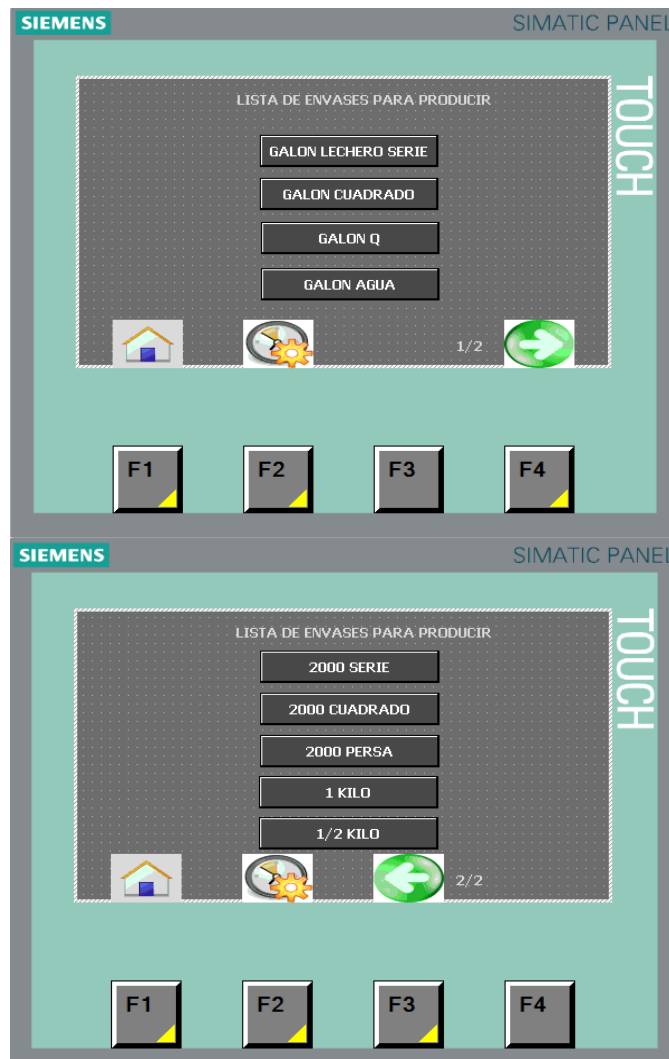 SIEMENS SIMATIC PANEL
TOUCH
LISTA DE ENVASES PARA PRODUCIR
GALON LECHERO SERIE
GALON CUADRADO
GALON Q
GALON AGUA
1/2
F1 F2 F3 F4
SIEMENS SIMATIC PANEL
TOUCH
LISTA DE ENVASES PARA PRODUCIR
2000 SERIE
2000 CUADRADO
2000 PERSA
1 KILO
1/2 KILO
2/2
F1 F2 F3 F4